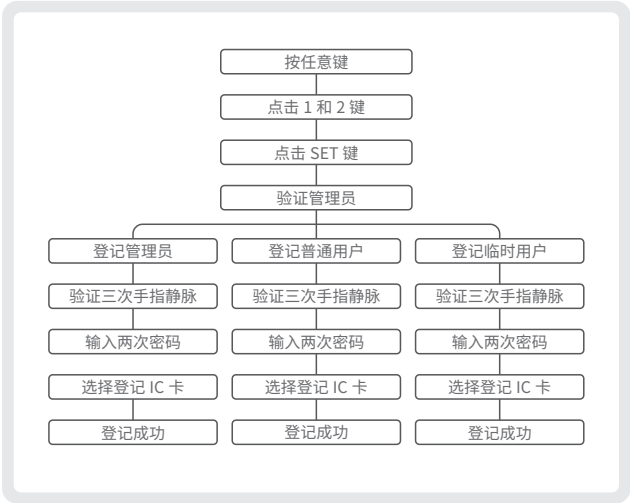 按任意键
点击 1 和 2 键
点击 SET 键
验证管理员
登记管理员
登记普通用户
登记临时用户
验证三次手指静脉
验证三次手指静脉
验证三次手指静脉
输入两次密码
输入两次密码
输入两次密码
选择登记 IC 卡
选择登记 IC 卡
选择登记 IC 卡
登记成功
登记成功
登记成功